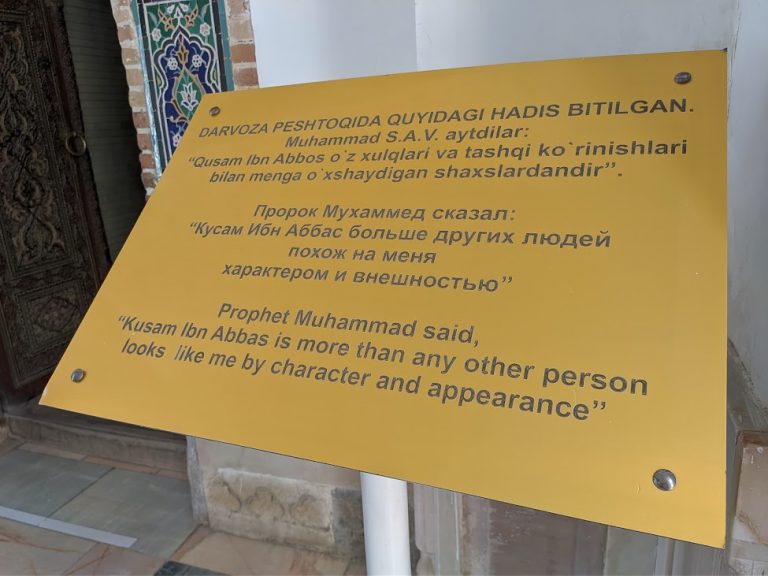 DARVOZA PESHTOQIDA QUYIDAGI HADIS BITILGAN.
Muhammad S.A.V. aytdilar:
“Qusam Ibn Abbos o`z xulqlari va tashqi ko`rinishlari
bilan menga o`xshaydigan shaxslardandir”.
Пророк Мухаммед сказал:
“Кусам Ибн Аббас больше других людей
похож на меня
характером и внешностью”
Prophet Muhammad said,
“Kusam Ibn Abbas is more than any other person
looks like me by character and appearance”